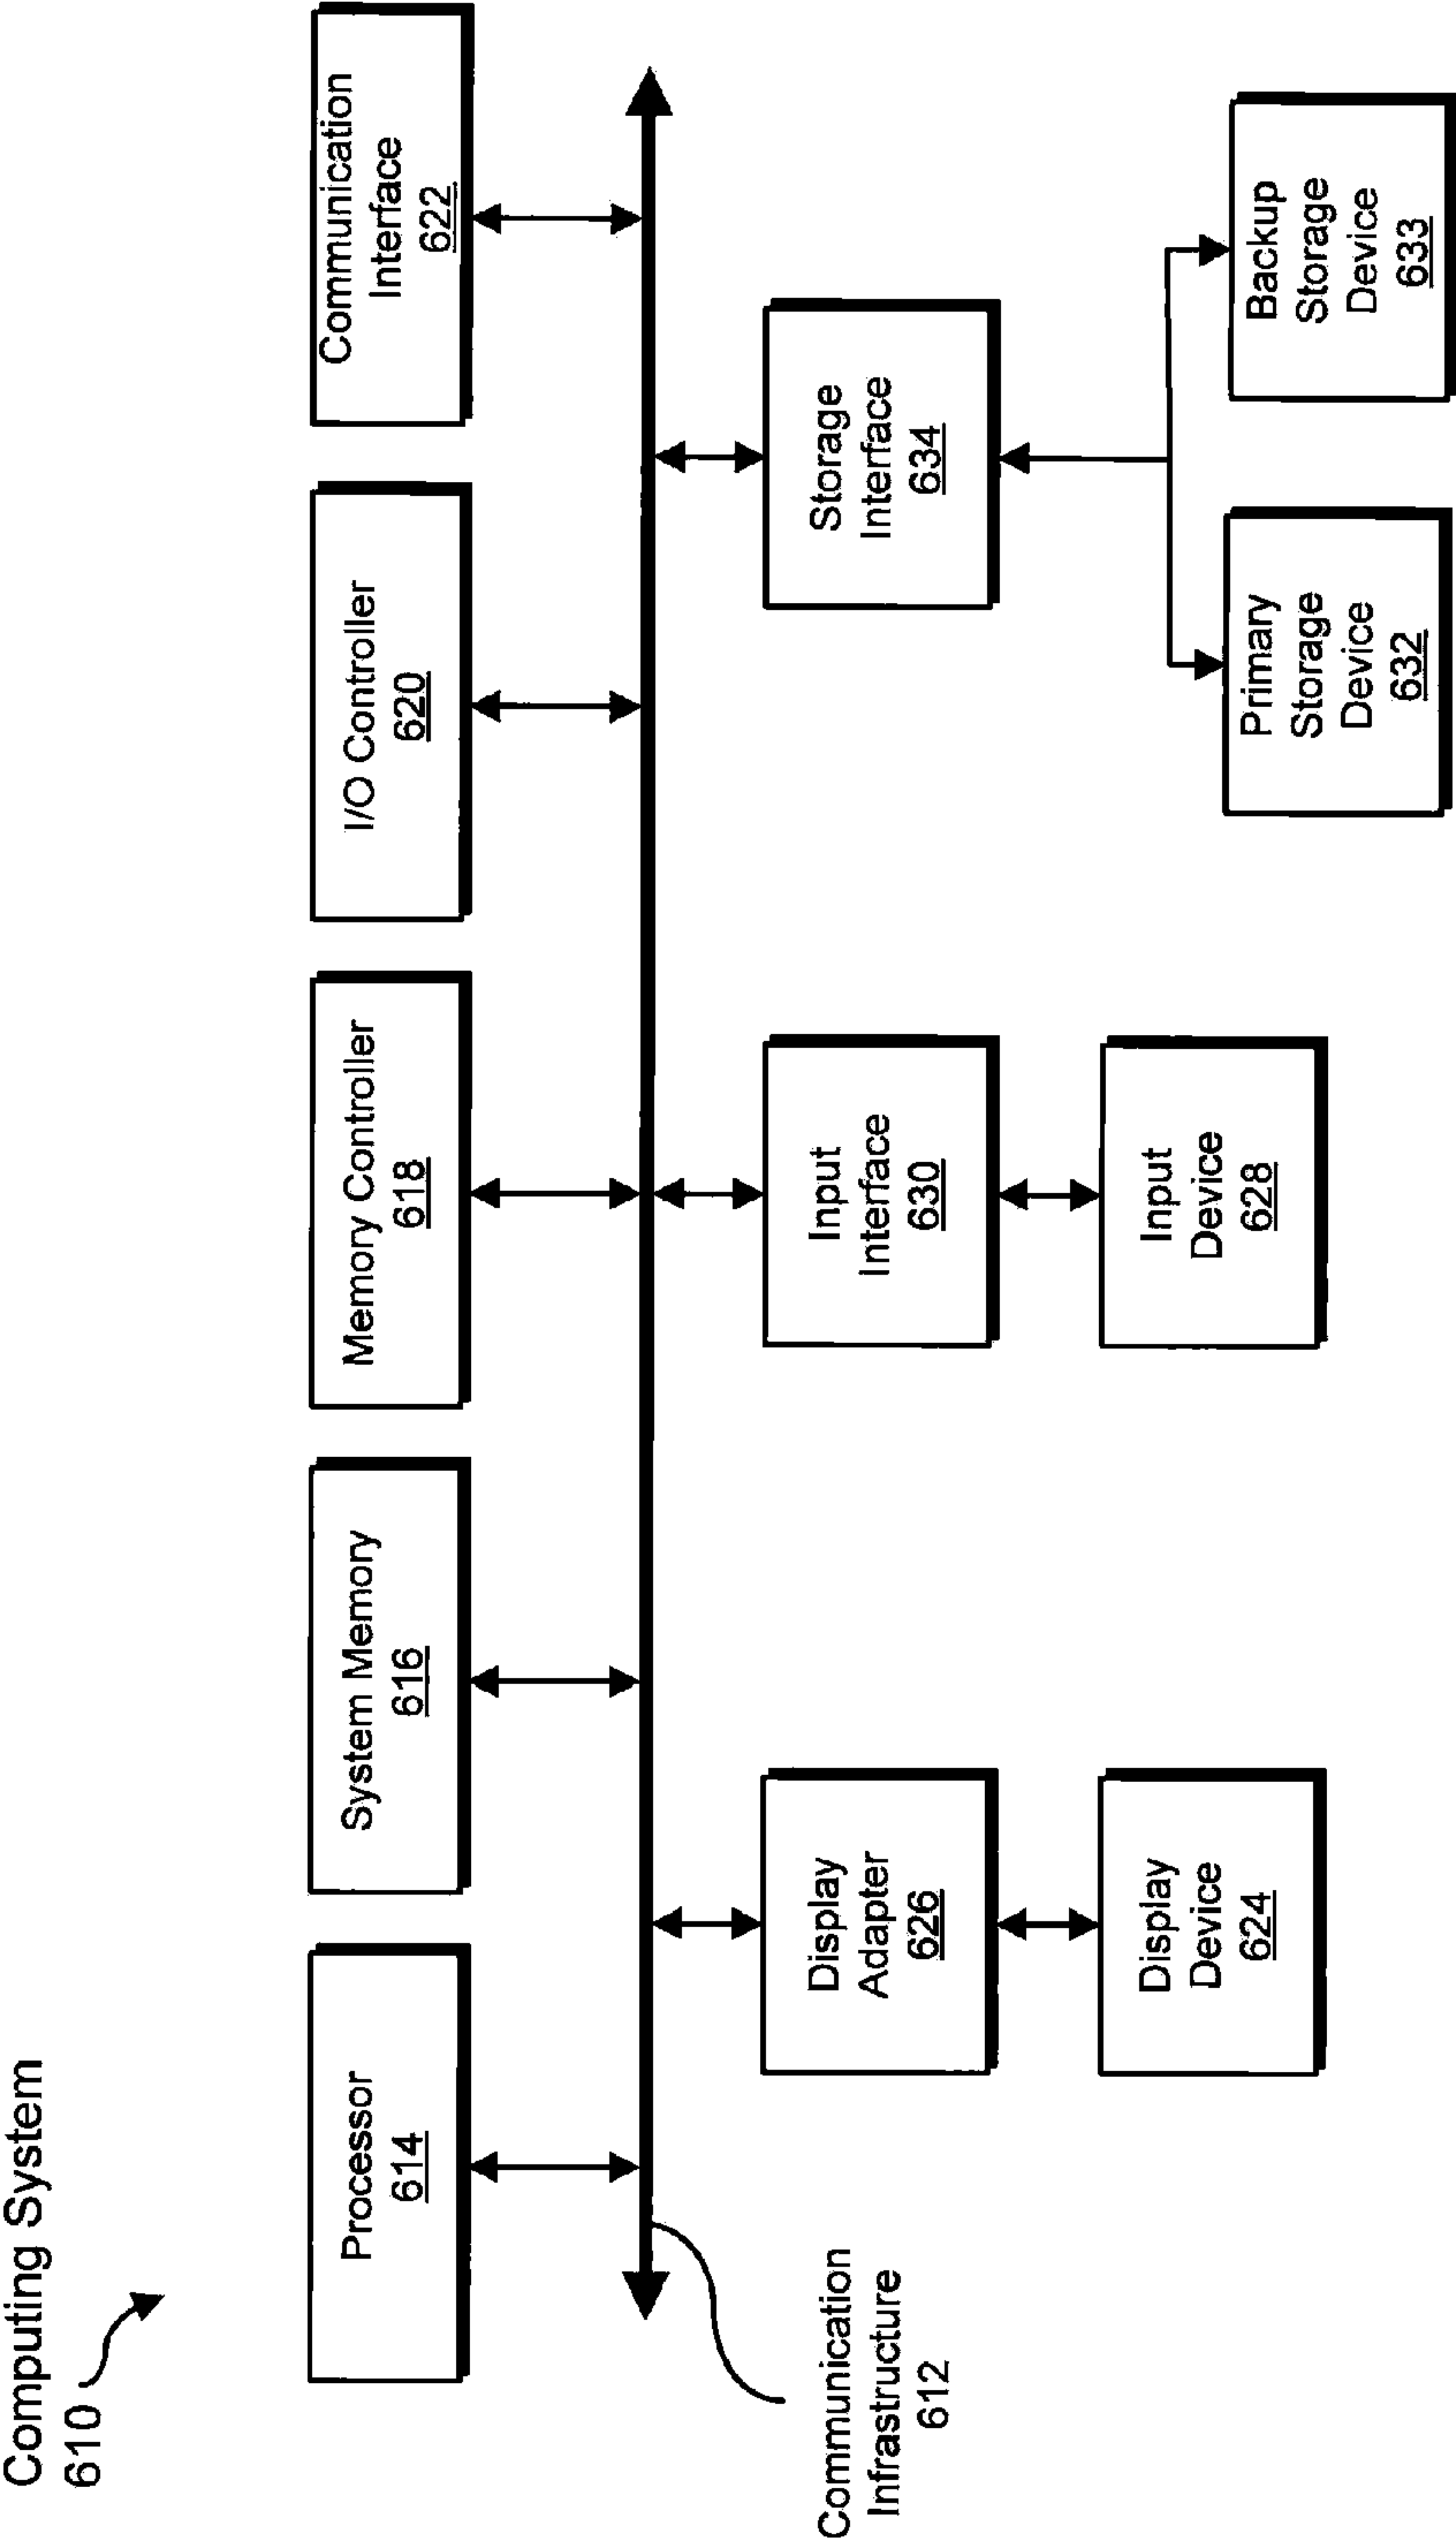 Computing System
610
Processor
614
System Memory
616
Memory Controller
618
I/O Controller
620
Communication
Interface
622
Communication
Infrastructure
612
Display
Adapter
626
Input
Interface
630
Storage
Interface
634
Display
Device
624
Input
Device
628
Primary
Storage
Device
632
Backup
Storage
Device
633